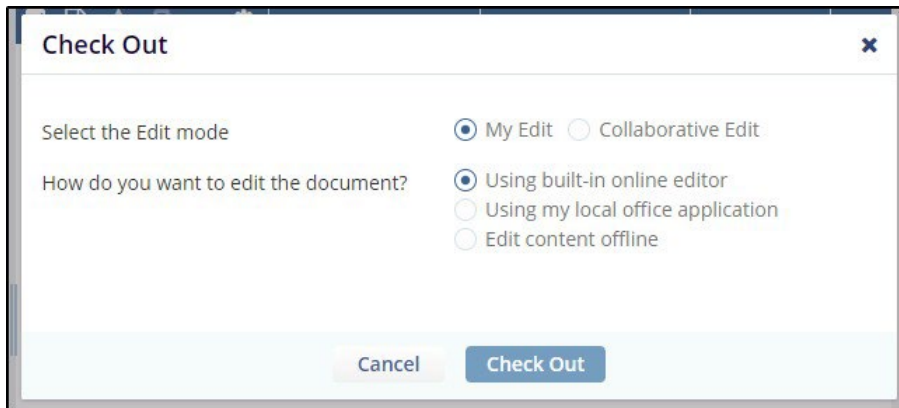 Check Out
Select the Edit mode
My Edit Collaborative Edit
How do you want to edit the document?
Using built-in online editor
Using my local office application
Edit content offline
Cancel Check Out